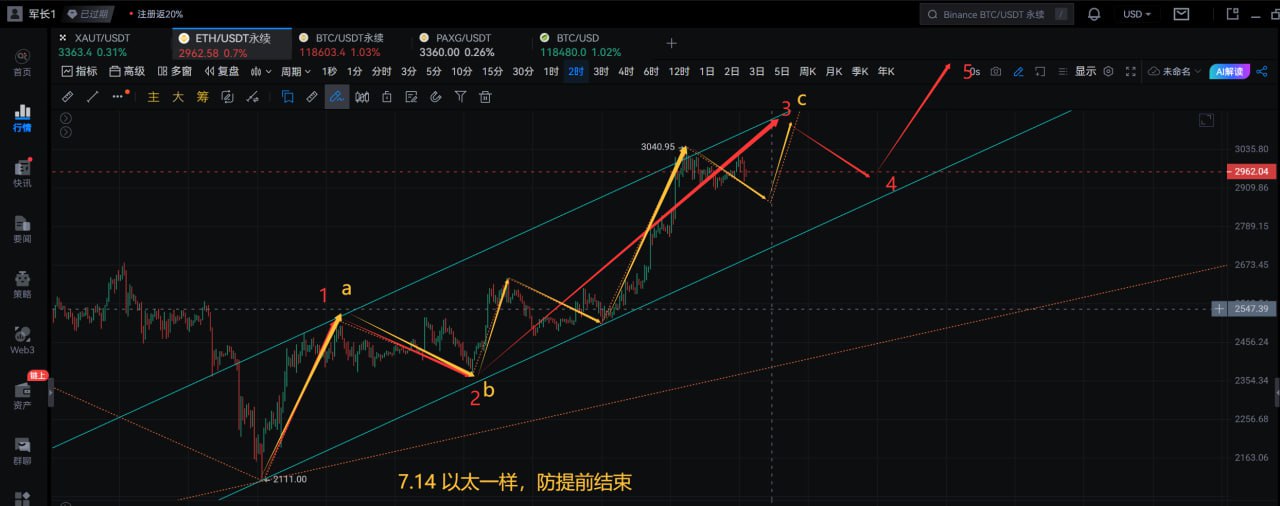 军长1 已过期 注册返20% Binance BTC/USDT 永续 / USD
XAUT/USDT ETH/USDT永续 BTC/USDT永续 PAXG/USDT BTC/USD
3363.4 0.31% 2962.58 0.7% 118603.4 1.03% 3360.00 0.26% 118480.0 1.02%
指标 高级 多窗 复盘 周期 1秒 1分 分时 3分 5分 10分 15分 30分 1时 2时 3时 4时 6时 12时 1日 2日 3日 5日 周K 月K 季K 年K 0s 显示 未命名 AI解读
主 大 筹
首页
行情
快讯
要闻
策略
Web3
链上
资产
群聊
5
3 c
3040.95
4
1 a
2 b
2111.00
7.14 以太一样，防提前结束
3035.80
2962.04
2909.86
2789.15
2673.45
2547.39
2456.24
2354.34
2256.68
2163.06